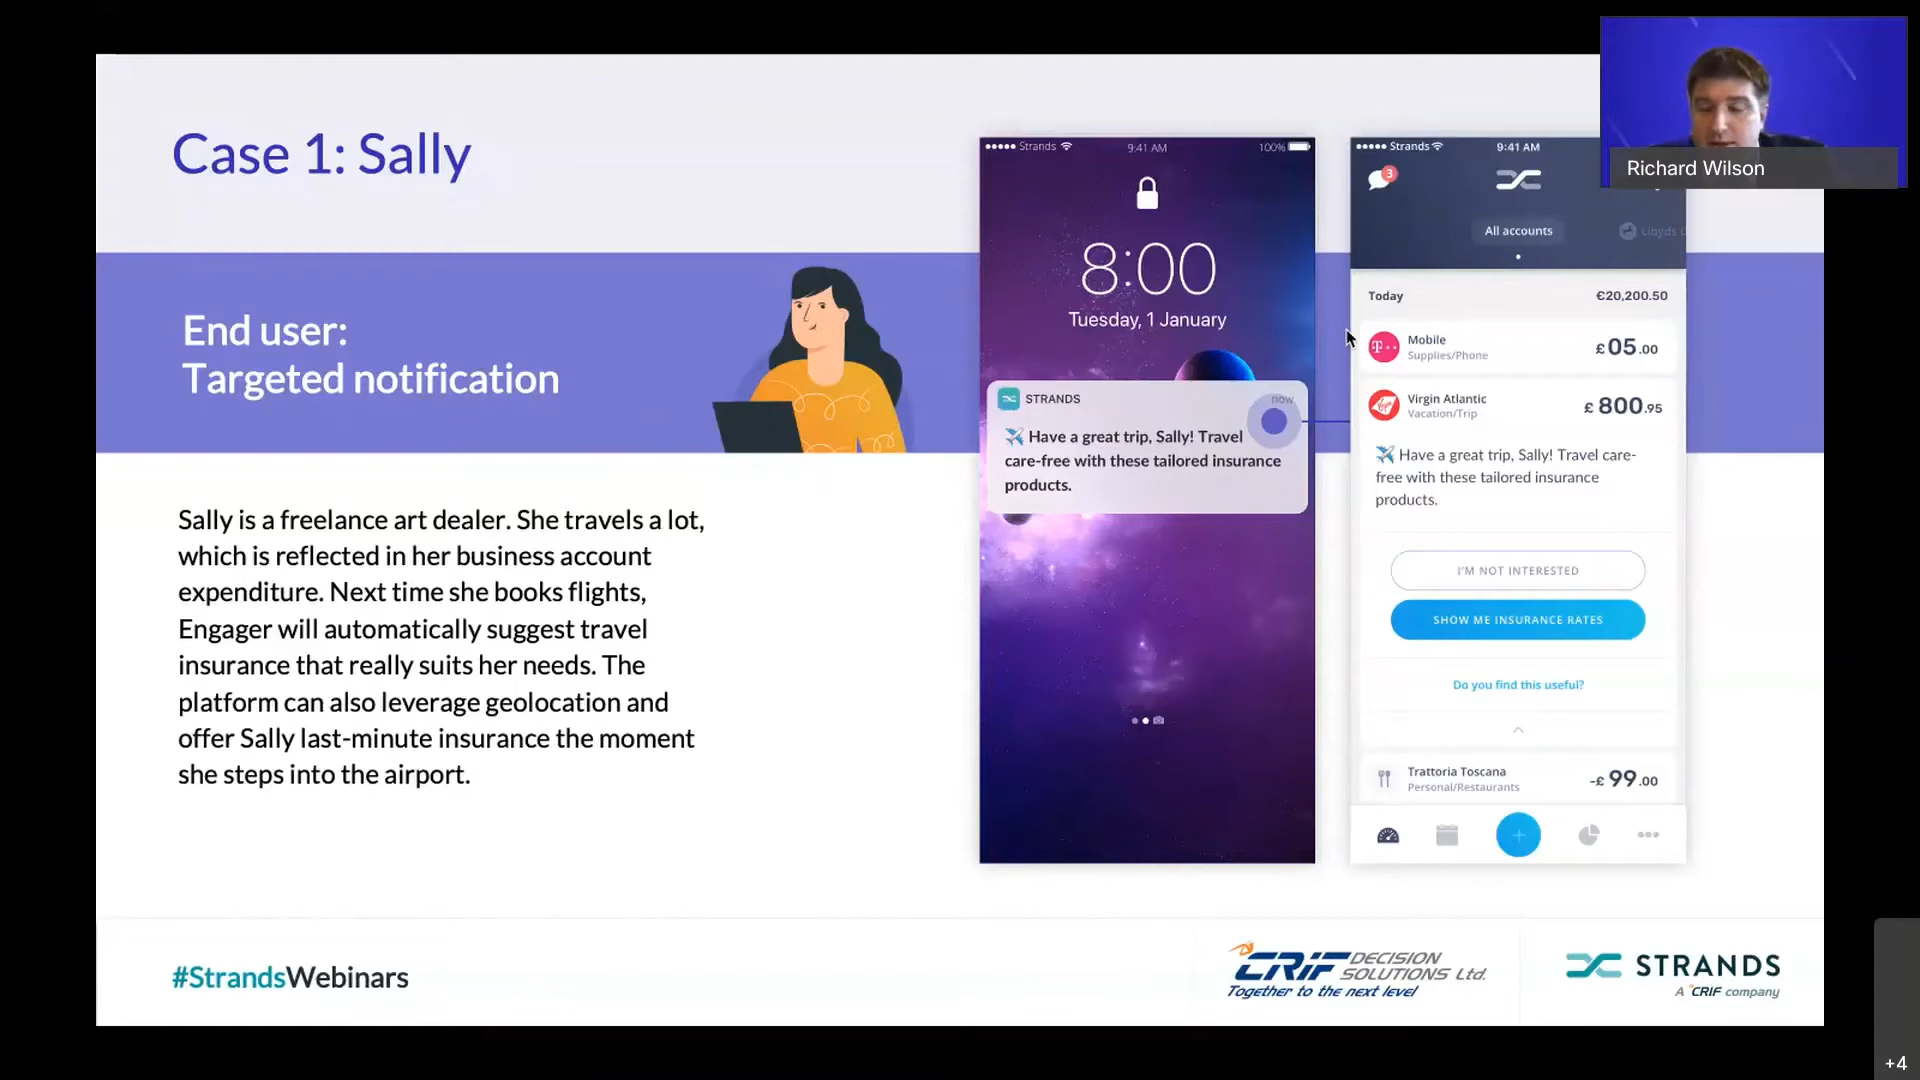 Case 1: Sally
End user:
Targeted notification
Sally is a freelance art dealer. She travels a lot,
which is reflected in her business account
expenditure. Next time she books flights,
Engager will automatically suggest travel
insurance that really suits her needs. The
platform can also leverage geolocation and
offer Sally last-minute insurance the moment
she steps into the airport.
Strands
9:41 AM
100%
8:00
Tuesday, 1 January
STRANDS
now
Have a great trip, Sally! Travel
care-free with these tailored insurance
products.
Strands
9:41 AM
3
All accounts
Lloyds
Today
€20,200.50
Mobile
Supplies/Phone
£05.00
Virgin Atlantic
Vacation/Trip
£800.95
Have a great trip, Sally! Travel care-
free with these tailored insurance
products.
I'M NOT INTERESTED
SHOW ME INSURANCE RATES
Do you find this useful?
Trattoria Toscana
Personal/Restaurants
-£99.00
Richard Wilson
#StrandsWebinars
CRIF DECISION
SOLUTIONS Ltd.
Together to the next level
STRANDS
A CRIF company
+4